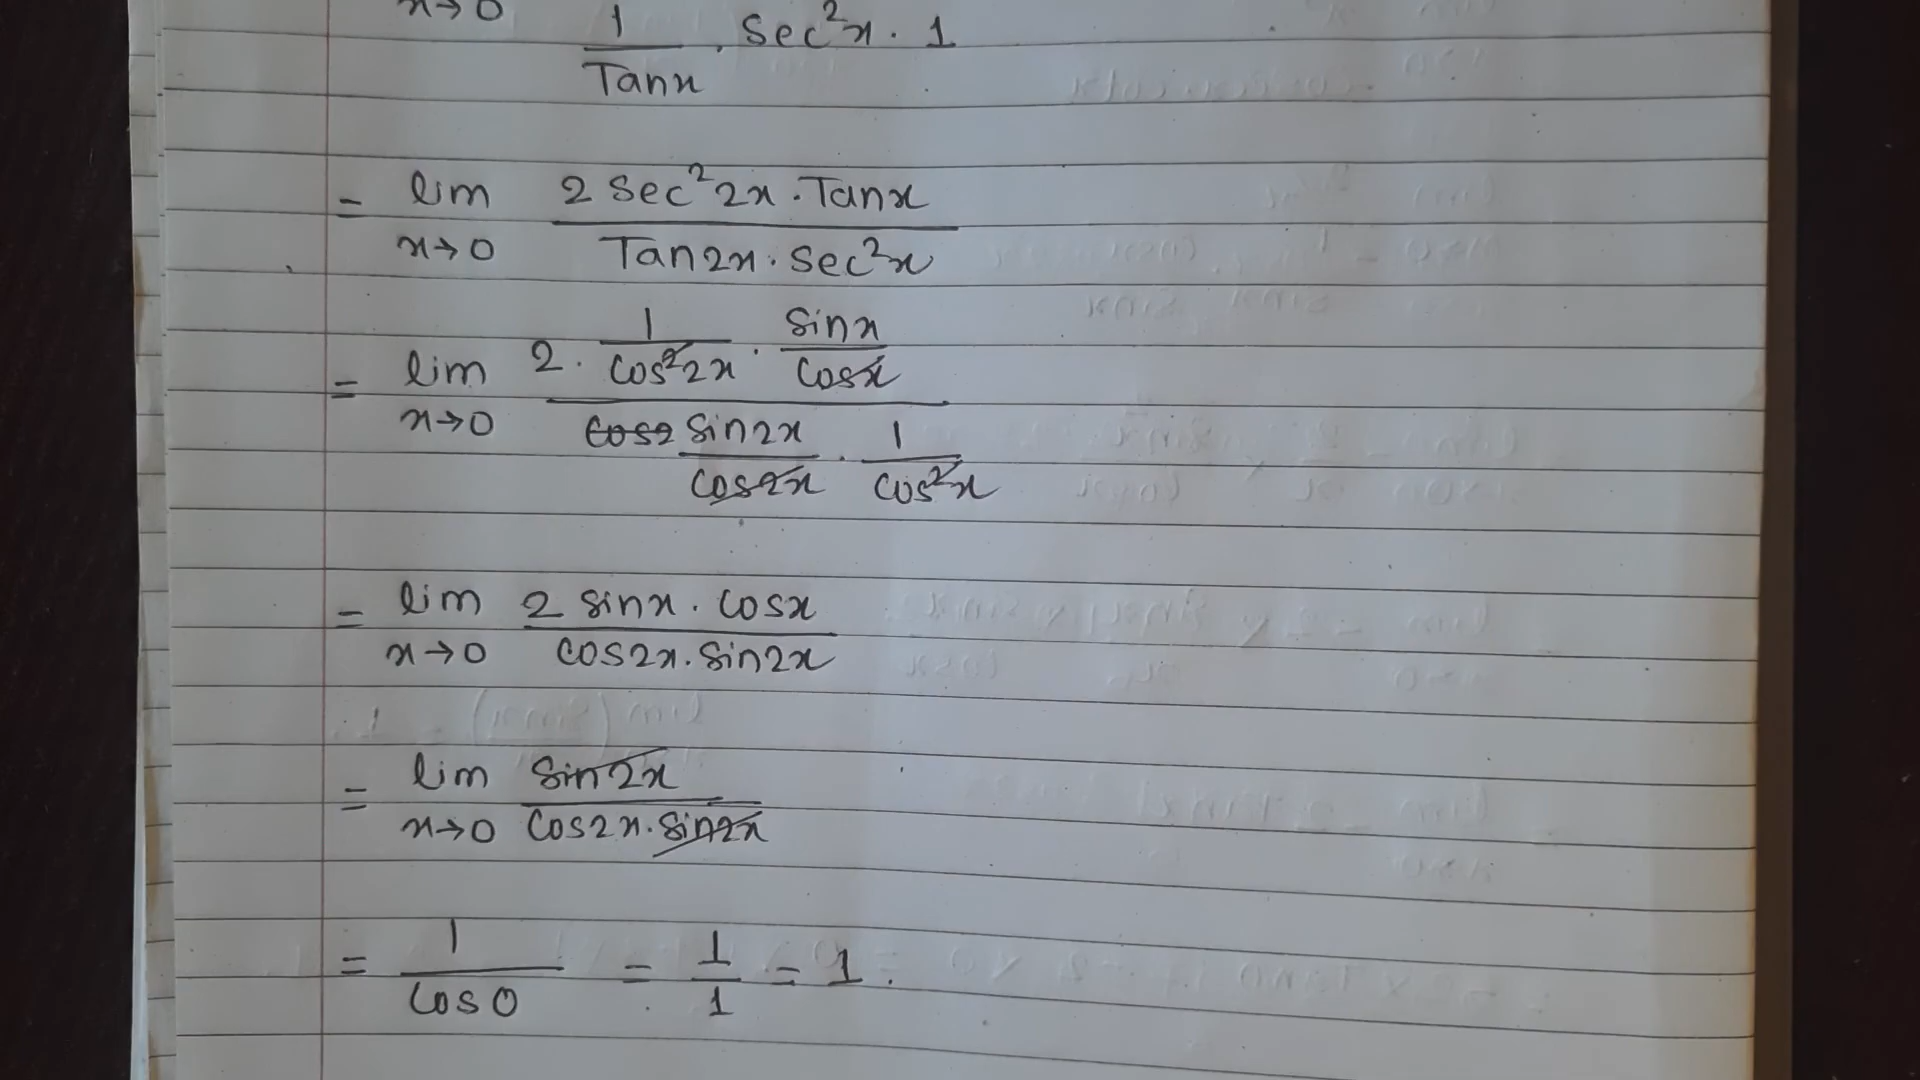 x→0 1/Tanx . Sec²x . 1
= lim x→0 2 Sec²2x . Tanx / Tan2x . Sec²x
= lim x→0 2 . 1/Cos²2x . Sinx/Cosx / Cos2 Sin2x/Cos2x . 1/Cos²x
= lim x→0 2 Sinx . Cosx / Cos2x . Sin2x
= lim x→0 Sin2x / Cos2x . Sin2x
= 1/Cos0 = 1/1 = 1.